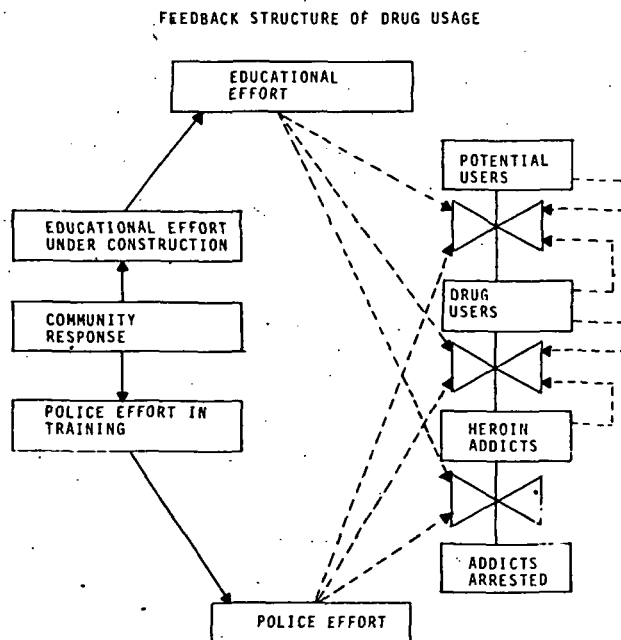 FEEDBACK STRUCTURE OF DRUG USAGE
EDUCATIONAL
EFFORT
POTENTIAL
USERS
EDUCATIONAL EFFORT
UNDER CONSTRUCTION
DRUG
USERS
COMMUNITY
RESPONSE
POLICE EFFORT IN
TRAINING
HEROIN
ADDICTS
ADDICTS
ARRESTED
POLICE EFFORT